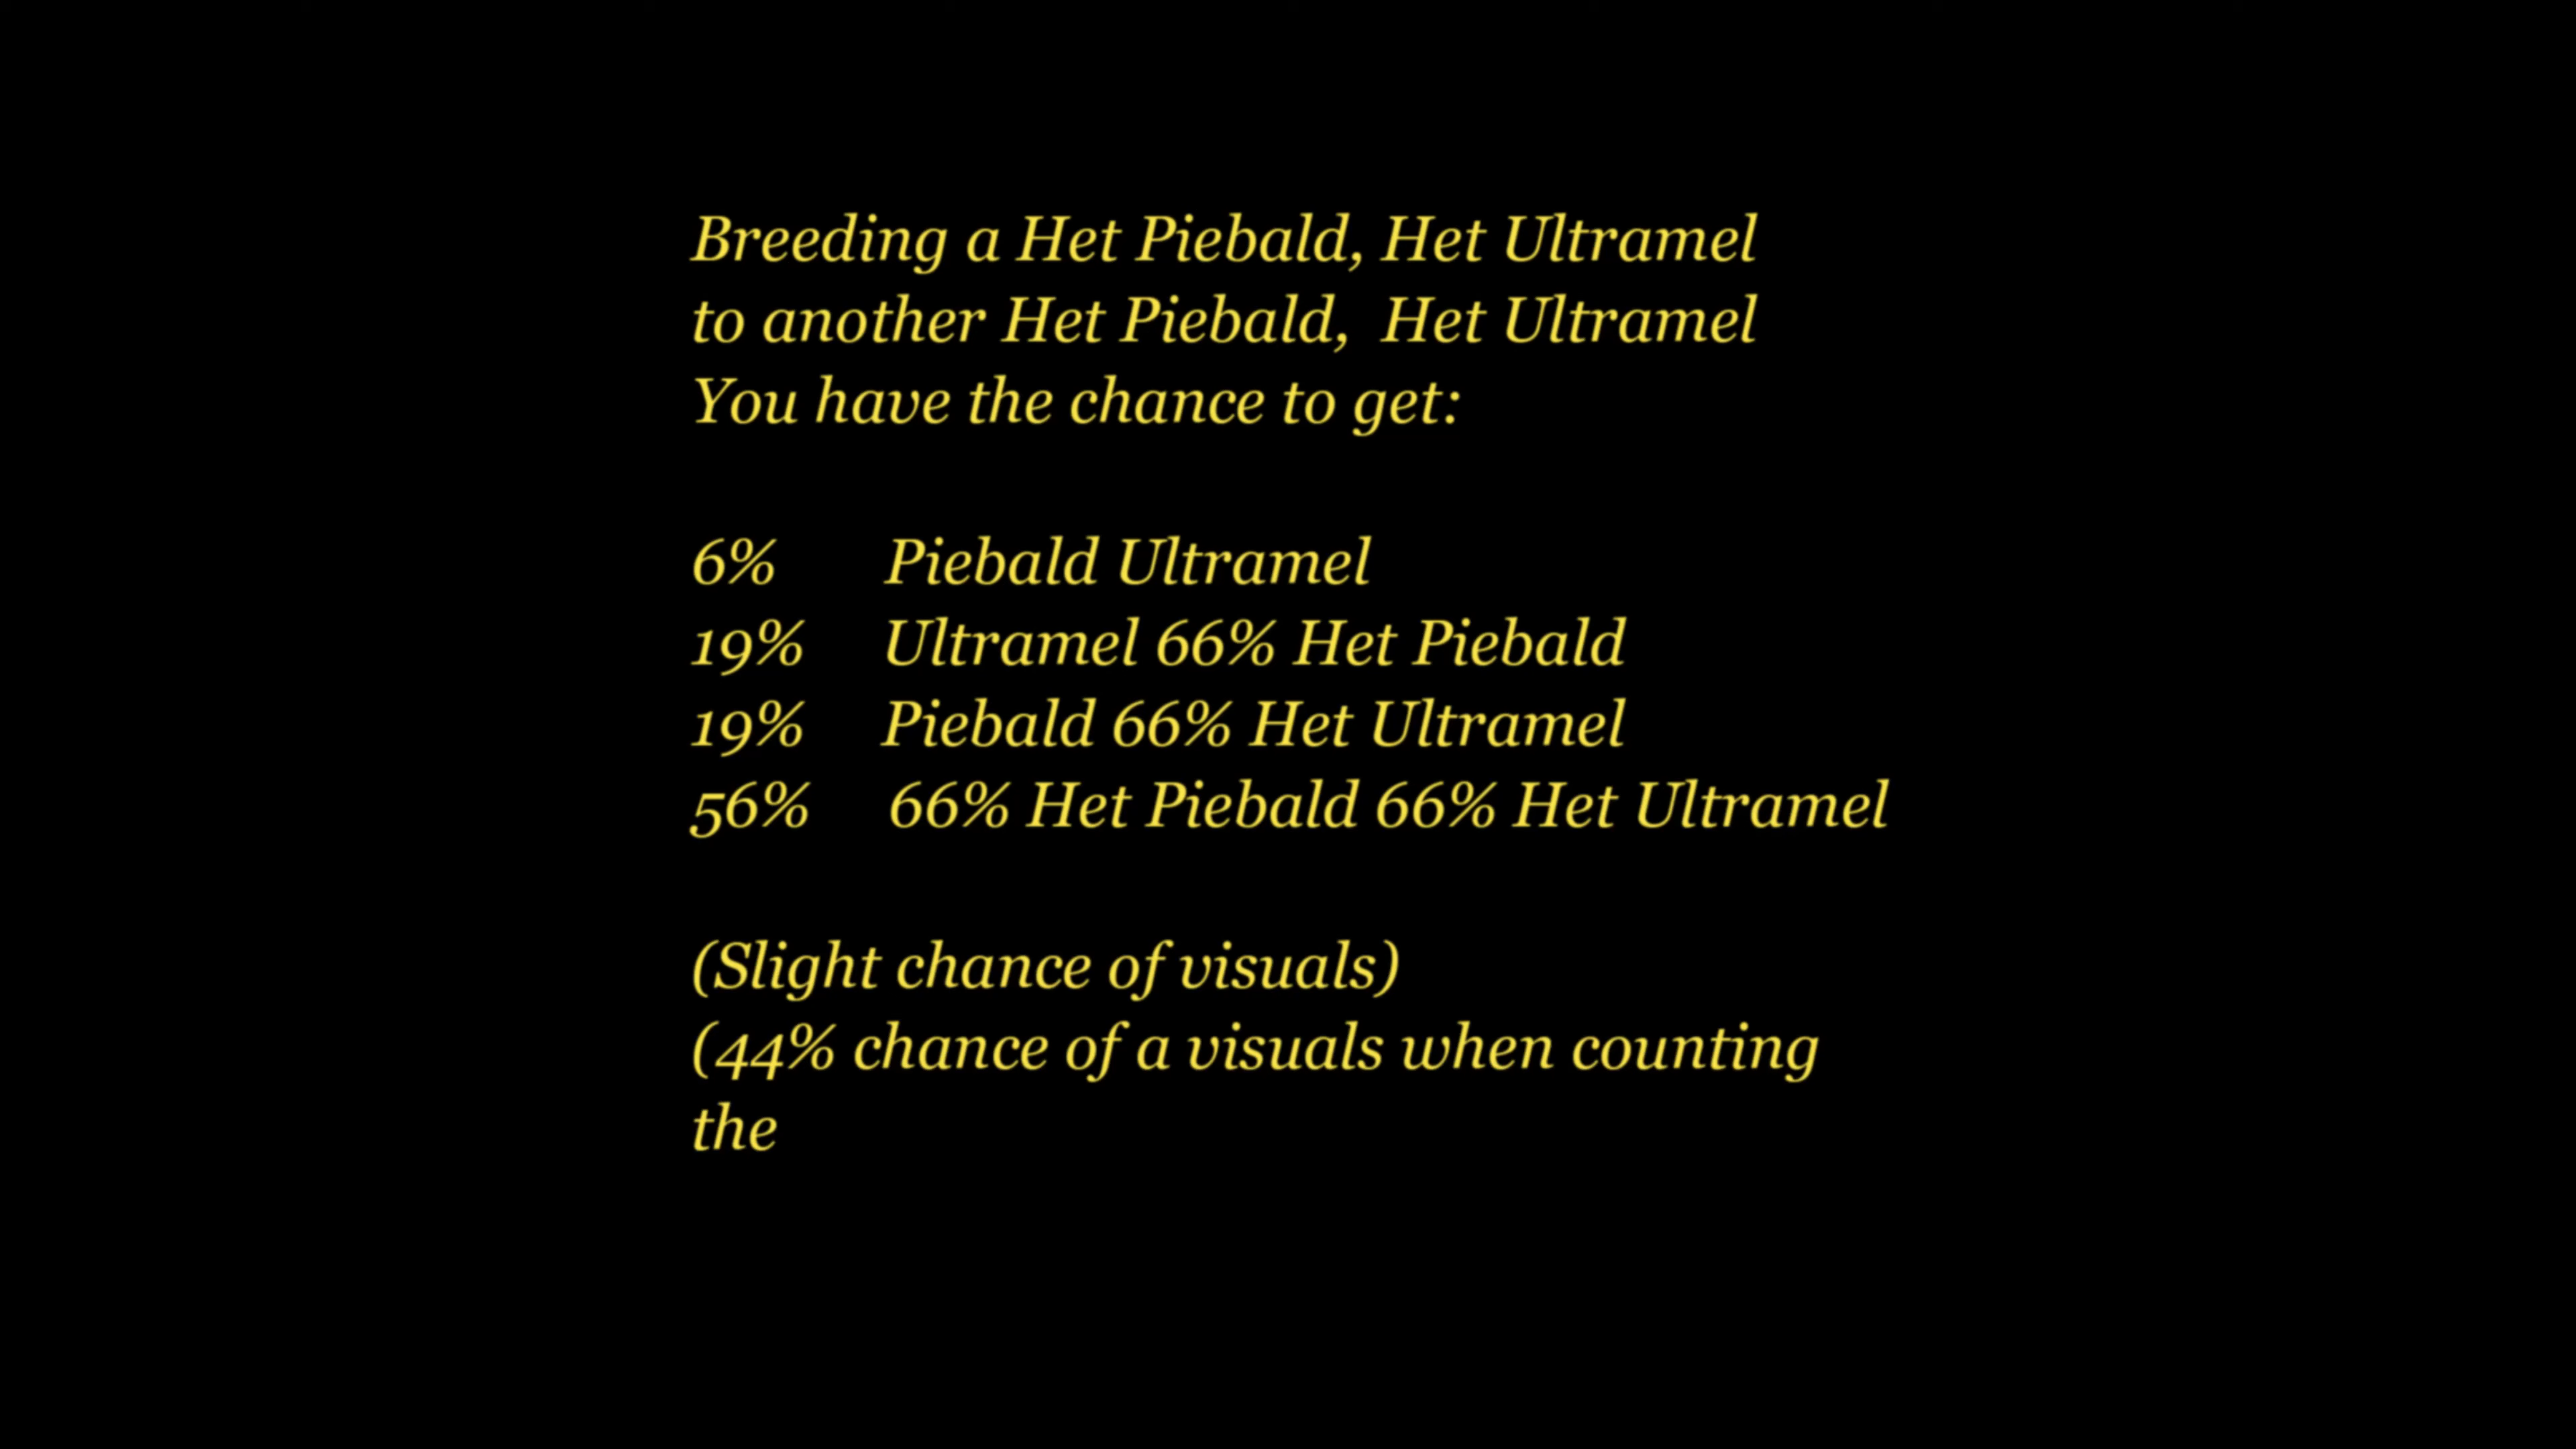 Breeding a Het Piebald, Het Ultramel
to another Het Piebald, Het Ultramel
You have the chance to get:
6% Piebald Ultramel
19% Ultramel 66% Het Piebald
19% Piebald 66% Het Ultramel
56% 66% Het Piebald 66% Het Ultramel
(Slight chance of visuals)
(44% chance of a visuals when counting
the